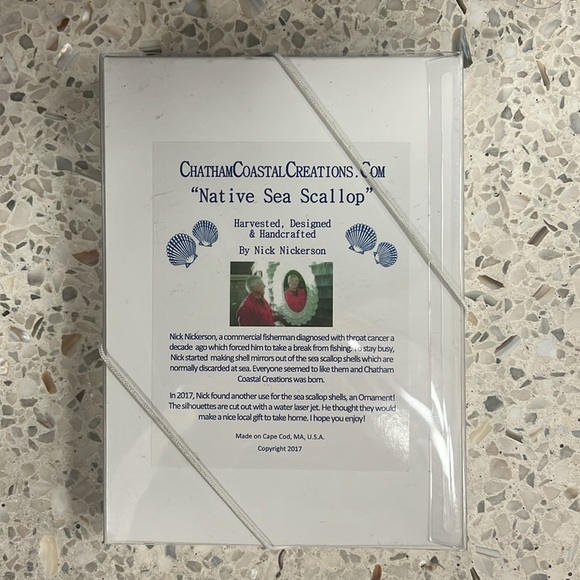 ChathamCoastalCreations.Com
“Native Sea Scallop”
Harvested, Designed
& Handcrafted
By Nick Nickerson
Nick Nickerson, a commercial fisherman diagnosed with throat cancer a
decade ago which forced him to take a break from fishing. To stay busy,
Nick started making shell mirrors out of the sea scallop shells which are
normally discarded at sea. Everyone seemed to like them and Chatham
Coastal Creations was born.
In 2017, Nick found another use for the sea scallop shells, an Ornament!
The silhouettes are cut out with a water laser jet. He thought they would
make a nice local gift to take home. I hope you enjoy!
Made on Cape Cod, MA, U.S.A.
Copyright 2017